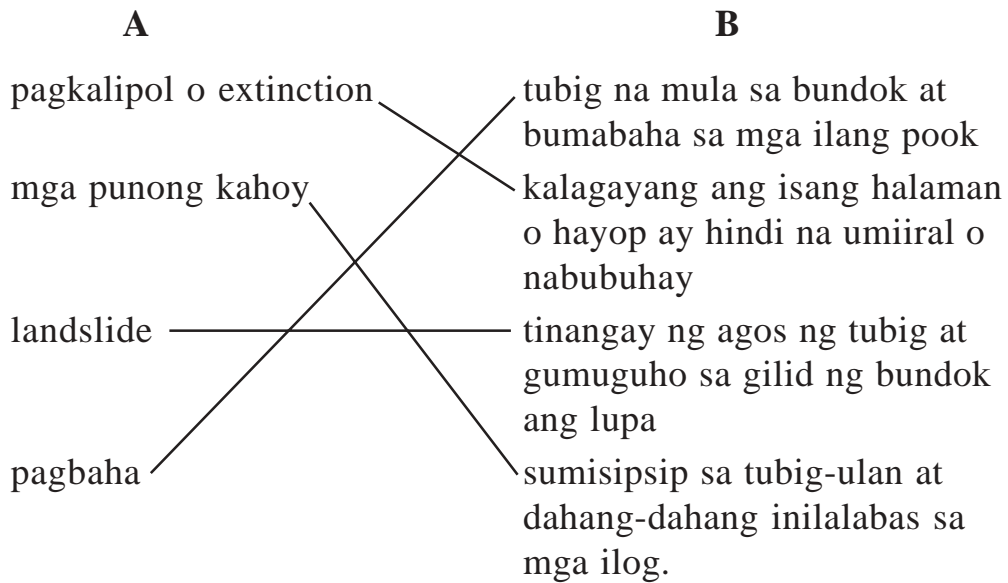 A
B
pagkalipol o extinction
tubig na mula sa bundok at
bumabaha sa mga ilang pook
mga punong kahoy
kalagayang ang isang halaman
o hayop ay hindi na umiiral o
nabubuhay
landslide
tinangay ng agos ng tubig at
gumuguho sa gilid ng bundok
ang lupa
pagbaha
sumisipsip sa tubig-ulan at
dahang-dahang inilalabas sa
mga ilog.